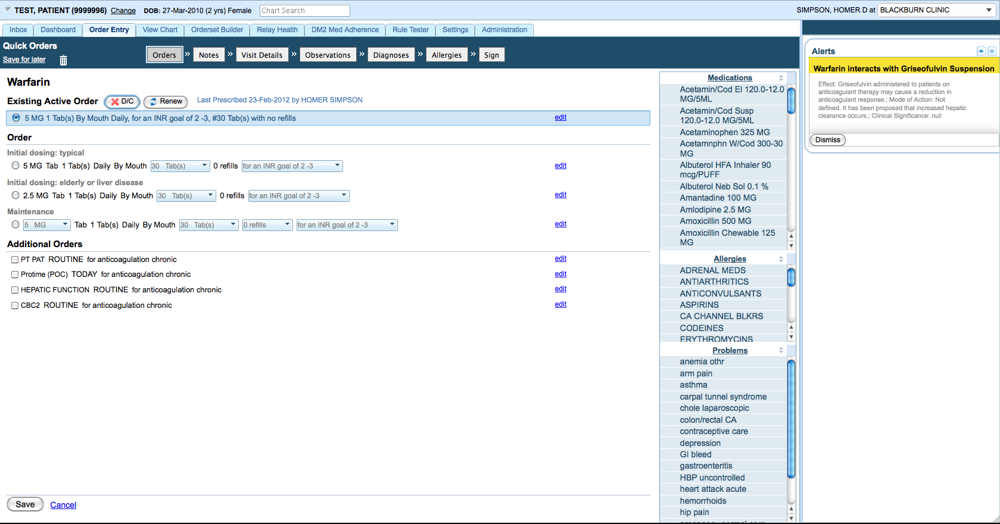 TEST, PATIENT (9999996) Change DOB: 27-Mar-2010 (2 yrs) Female Chart Search
SIMPSON, HOMER D at BLACKBURN CLINIC
Inbox Dashboard Order Entry View Chart Orderset Builder Relay Health DM2 Med Adherence Rule Tester Settings Administration
Quick Orders
Save for later
Orders » Notes » Visit Details » Observations » Diagnoses » Allergies » Sign
Warfarin
Existing Active Order D/C Renew Last Prescribed 23-Feb-2012 by HOMER SIMPSON
5 MG 1 Tab(s) By Mouth Daily, for an INR goal of 2 -3, #30 Tab(s) with no refills edit
Order
Initial dosing: typical
5 MG Tab 1 Tab(s) Daily By Mouth 30 Tab(s) 0 refills for an INR goal of 2 -3 edit
Initial dosing: elderly or liver disease
2.5 MG Tab 1 Tab(s) Daily By Mouth 30 Tab(s) 0 refills for an INR goal of 2 -3 edit
Maintenance
5 MG Tab 1 Tab(s) Daily By Mouth 30 Tab(s) 0 refills for an INR goal of 2 -3 edit
Additional Orders
PT PAT ROUTINE for anticoagulation chronic edit
Protime (POC) TODAY for anticoagulation chronic edit
HEPATIC FUNCTION ROUTINE for anticoagulation chronic edit
CBC2 ROUTINE for anticoagulation chronic edit
Save Cancel
Medications
Acetamin/Cod El 120.0-12.0
MG/5ML
Acetamin/Cod Susp
120.0-12.0 MG/5ML
Acetaminophen 325 MG
Acetamnphn W/Cod 300-30
MG
Albuterol HFA Inhaler 90
mcg/PUFF
Albuterol Neb Sol 0.1 %
Amantadine 100 MG
Amlodipine 2.5 MG
Amoxicillin 500 MG
Amoxicillin Chewable 125
MG
Allergies
ADRENAL MEDS
ANTIARTHRITICS
ANTICONVULSANTS
ASPIRINS
CA CHANNEL BLKRS
CODEINES
ERYTHROMYCINS
Problems
anemia othr
arm pain
asthma
carpal tunnel syndrome
chole laparoscopic
colon/rectal CA
contraceptive care
depression
GI bleed
gastroenteritis
HBP uncontrolled
heart attack acute
hemorrhoids
hip pain
Alerts
Warfarin interacts with Griseofulvin Suspension
Effect: Griseofulvin administered to patients on
anticoagulant therapy may cause a reduction in
anticoagulant response.; Mode of Action: Not
defined. It has been proposed that increased hepatic
clearance occurs.; Clinical Significance: null
Dismiss